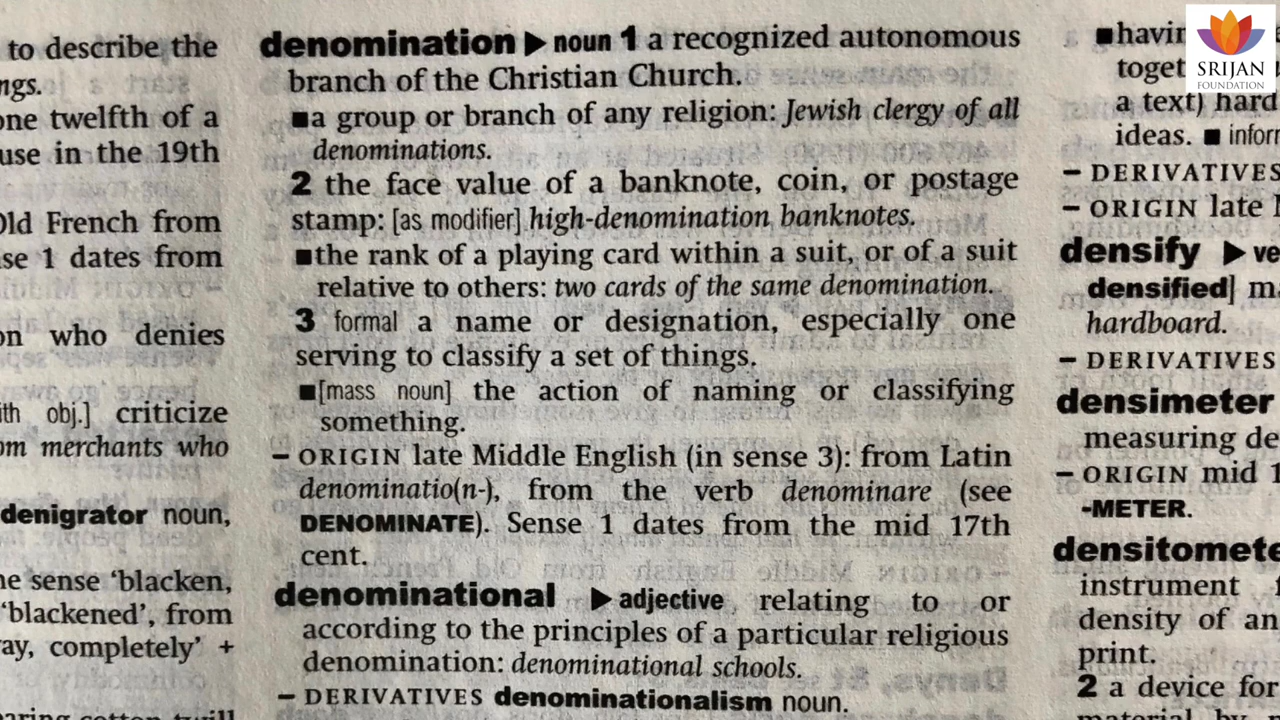 to describe the
ngs.
one twelfth of a
use in the 19th
Old French from
se 1 dates from
on who denies
ith obj.] criticize
om merchants who
denigrator noun,
he sense ‘blacken,
‘blackened’, from
ay, completely’ +
denomination ▶ noun 1 a recognized autonomous
branch of the Christian Church.
■ a group or branch of any religion: Jewish clergy of all
denominations.
2 the face value of a banknote, coin, or postage
stamp: [as modifier] high-denomination banknotes.
■ the rank of a playing card within a suit, or of a suit
relative to others: two cards of the same denomination.
3 formal a name or designation, especially one
serving to classify a set of things.
■ [mass noun] the action of naming or classifying
something.
– ORIGIN late Middle English (in sense 3): from Latin
denominatio(n-), from the verb denominare (see
DENOMINATE). Sense 1 dates from the mid 17th
cent.
denominational ▶ adjective relating to or
according to the principles of a particular religious
denomination: denominational schools.
– DERIVATIVES denominationalism noun.
■ havin
toget
a text) hard
ideas. ■ inform
– DERIVATIVES
– ORIGIN late
densify ▶ ve
densified] m
hardboard.
– DERIVATIVES
densimeter
measuring de
– ORIGIN mid 1
-METER.
densitomete
instrument
density of an
print.
2 a device for
SRIJAN
FOUNDATION